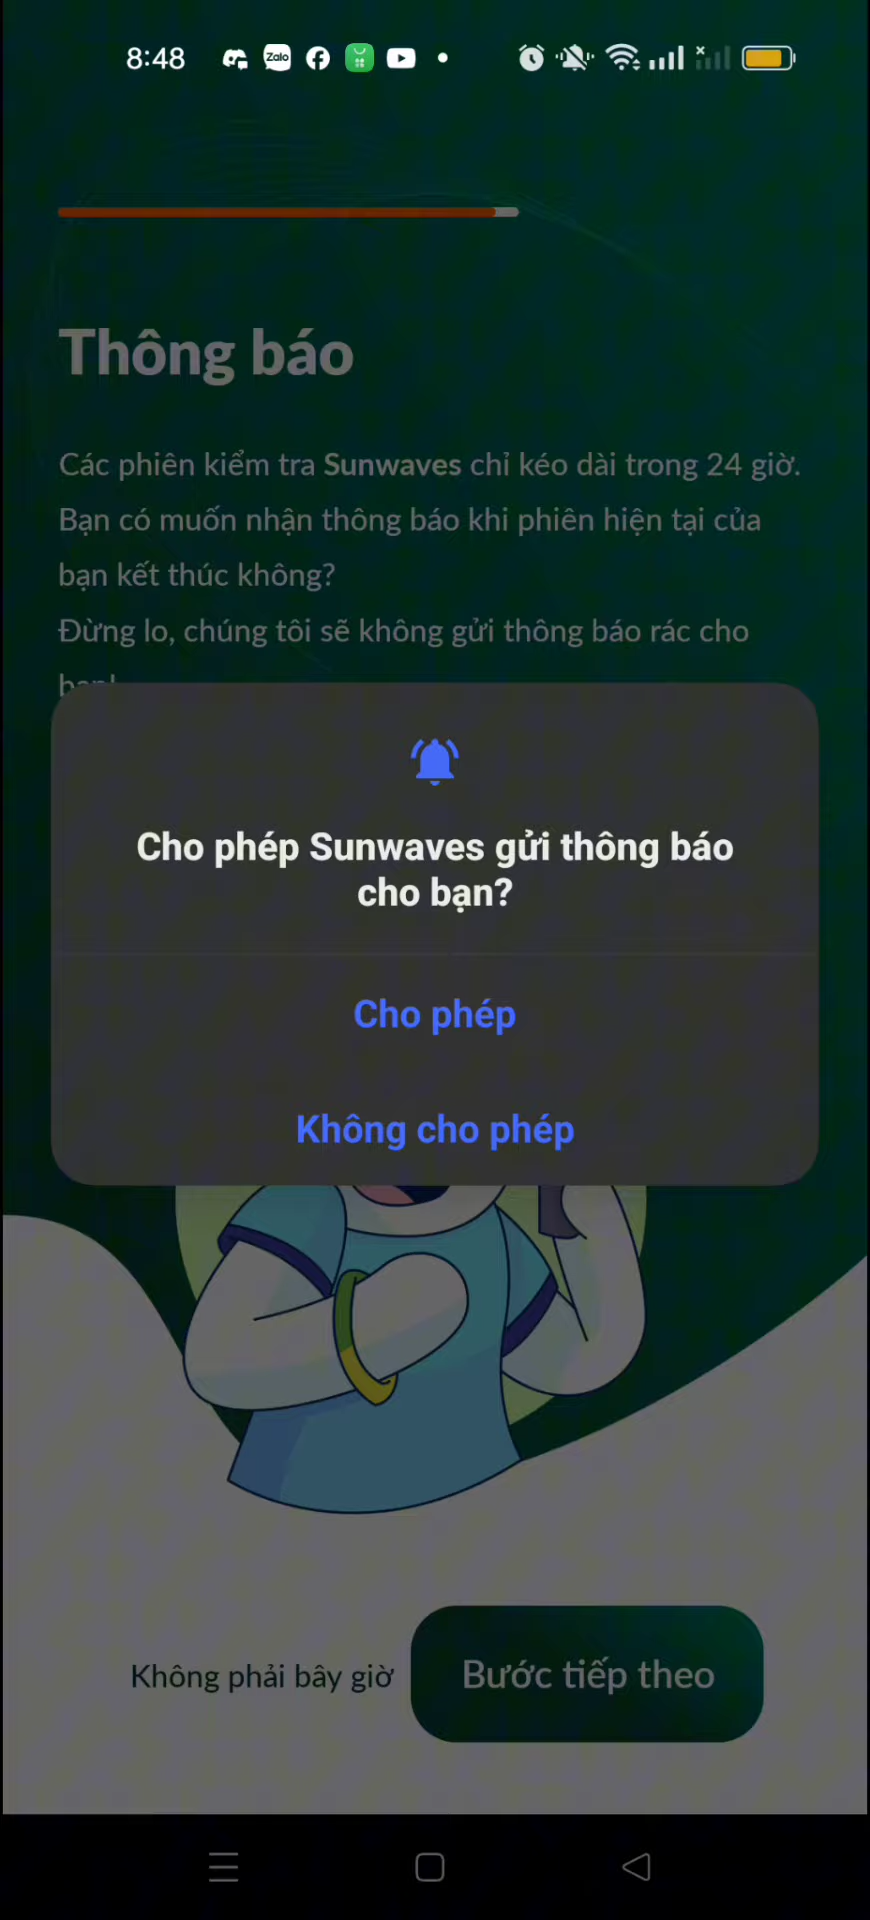 8:48
Zalo
Thông báo
Các phiên kiểm tra Sunwaves chỉ kéo dài trong 24 giờ.
Bạn có muốn nhận thông báo khi phiên hiện tại của
bạn kết thúc không?
Đừng lo, chúng tôi sẽ không gửi thông báo rác cho
Cho phép Sunwaves gửi thông báo
cho bạn?
Cho phép
Không cho phép
Không phải bây giờ
Bước tiếp theo